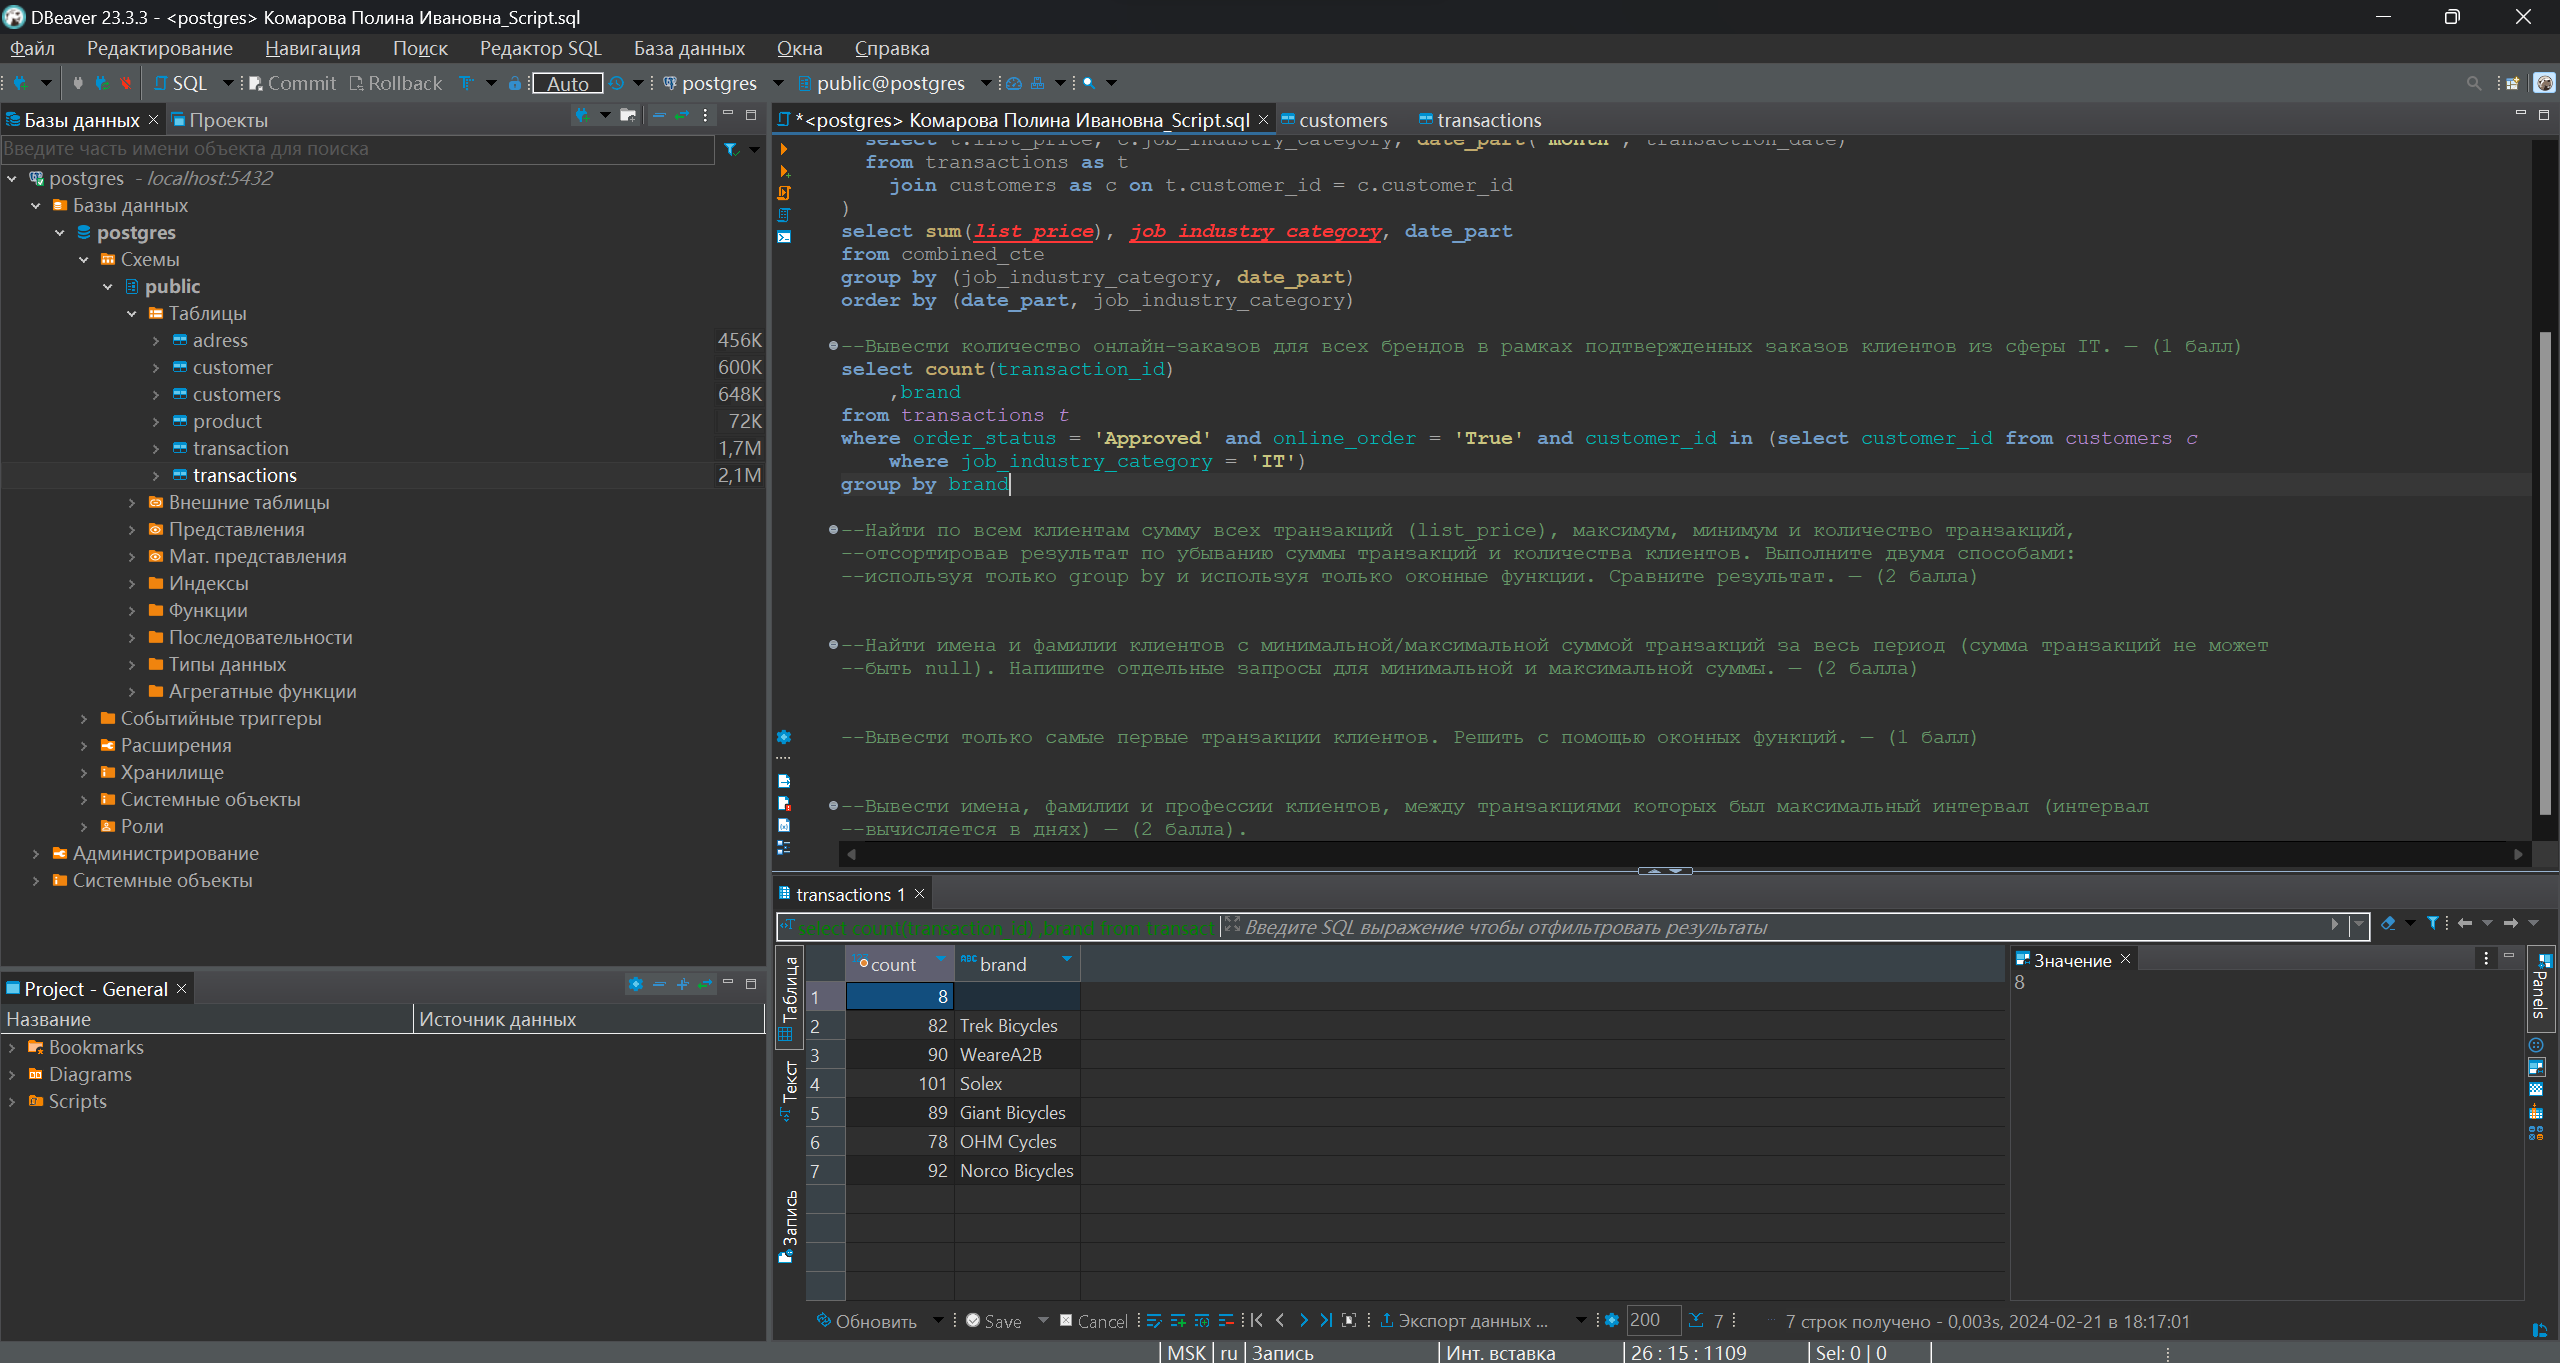 DBeaver 23.3.3 - <postgres> Комарова Полина Ивановна_Script.sql
Файл Редактирование Навигация Поиск Редактор SQL База данных Окна Справка
SQL Commit Rollback Auto postgres public@postgres
Базы данных Проекты
Введите часть имени объекта для поиска
postgres - localhost:5432
Базы данных
postgres
Схемы
public
Таблицы
adress 456K
customer 600K
customers 648K
product 72K
transaction 1,7M
transactions 2,1M
Внешние таблицы
Представления
Мат. представления
Индексы
Функции
Последовательности
Типы данных
Агрегатные функции
Событийные триггеры
Расширения
Хранилище
Системные объекты
Роли
Администрирование
Системные объекты
Project - General
Название Источник данных
Bookmarks
Diagrams
Scripts
*<postgres> Комарова Полина Ивановна_Script.sql customers transactions
select t.list_price, c.job_industry_category, date_part('month', transaction_date)
from transactions as t
join customers as c on t.customer_id = c.customer_id
)
select sum(list_price), job_industry_category, date_part
from combined_cte
group by (job_industry_category, date_part)
order by (date_part, job_industry_category)
--Вывести количество онлайн-заказов для всех брендов в рамках подтвержденных заказов клиентов из сферы IT. — (1 балл)
select count(transaction_id)
,brand
from transactions t
where order_status = 'Approved' and online_order = 'True' and customer_id in (select customer_id from customers c
where job_industry_category = 'IT')
group by brand
--Найти по всем клиентам сумму всех транзакций (list_price), максимум, минимум и количество транзакций,
--отсортировав результат по убыванию суммы транзакций и количества клиентов. Выполните двумя способами:
--используя только group by и используя только оконные функции. Сравните результат. — (2 балла)
--Найти имена и фамилии клиентов с минимальной/максимальной суммой транзакций за весь период (сумма транзакций не может
--быть null). Напишите отдельные запросы для минимальной и максимальной суммы. — (2 балла)
--Вывести только самые первые транзакции клиентов. Решить с помощью оконных функций. — (1 балл)
--Вывести имена, фамилии и профессии клиентов, между транзакциями которых был максимальный интервал (интервал
--вычисляется в днях) — (2 балла).
transactions 1
select count(transaction_id) ,brand from transact Введите SQL выражение чтобы отфильтровать результаты
Таблица
Текст
Запись
count ABC brand
1 8
2 82 Trek Bicycles
3 90 WeareA2B
4 101 Solex
5 89 Giant Bicycles
6 78 OHM Cycles
7 92 Norco Bicycles
Значение
8
Panels
Обновить Save Cancel Экспорт данных ... 200 7 7 строк получено - 0,003s, 2024-02-21 в 18:17:01
MSK ru Запись Инт. вставка 26 : 15 : 1109 Sel: 0 | 0